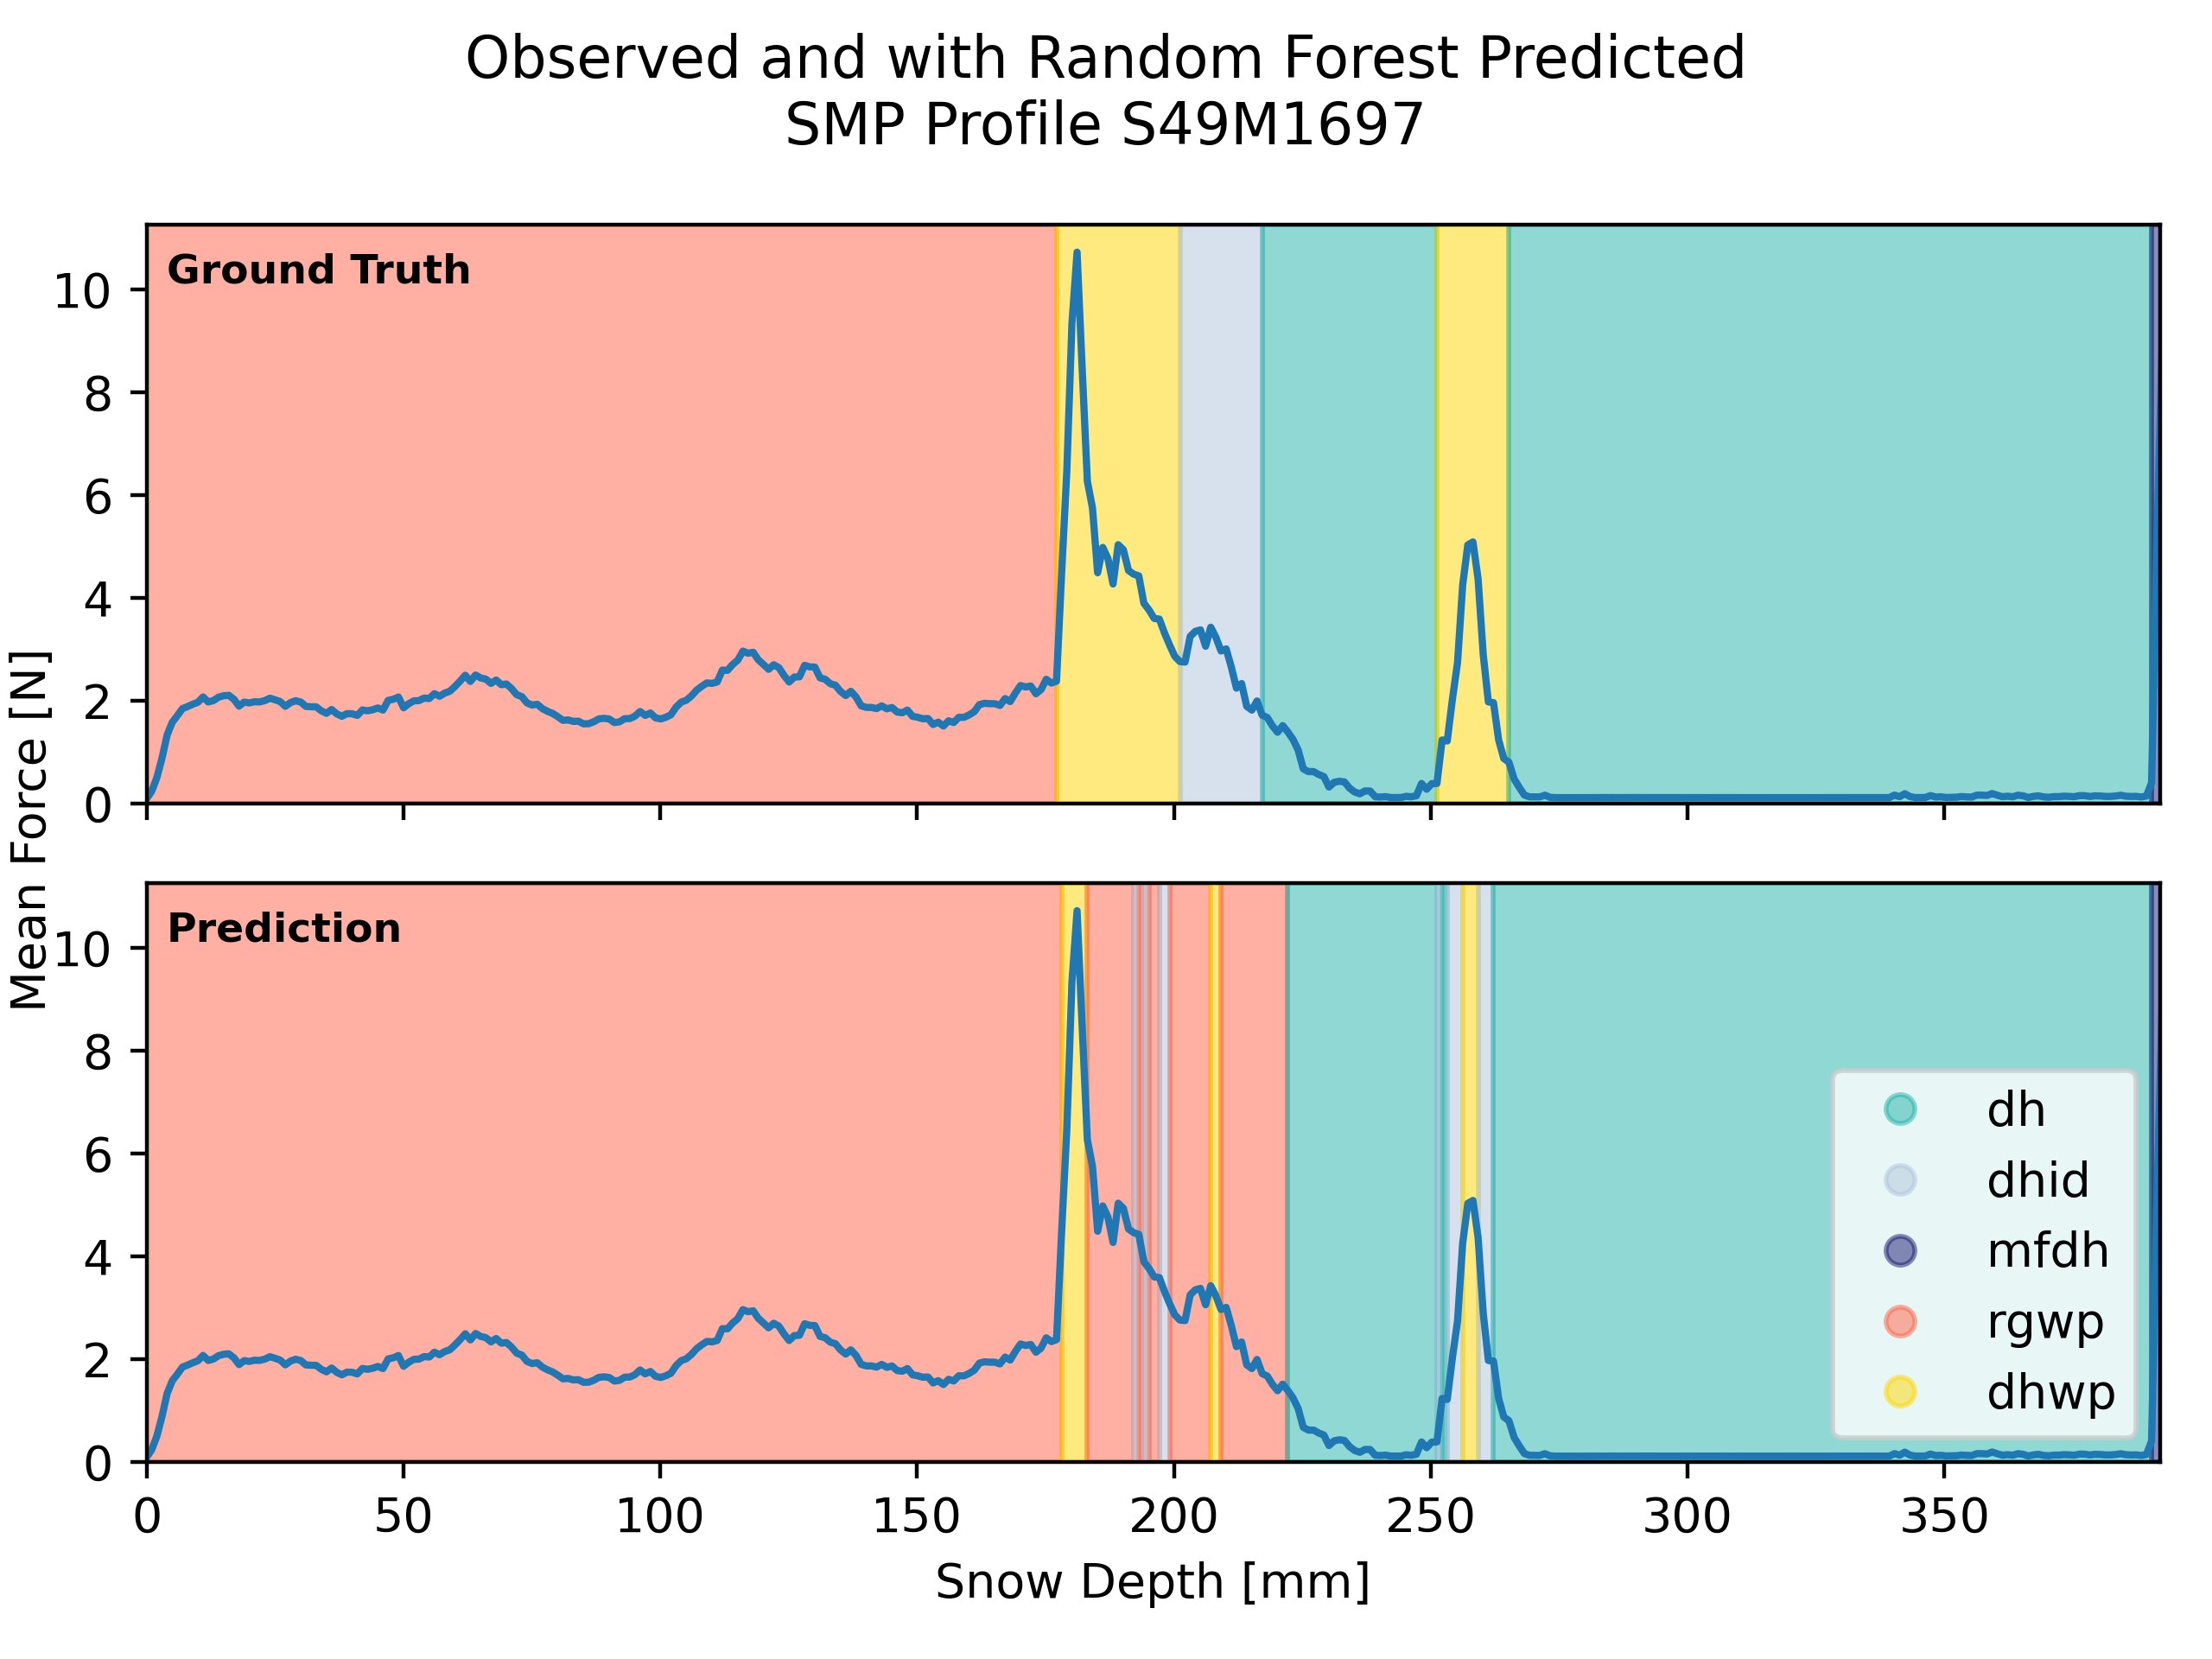 Observed and with Random Forest Predicted
SMP Profile S49M1697
Mean Force [N]
Ground Truth
10
8
6
4
2
0
Prediction
10
8
6
4
2
0
dh
dhid
mfdh
rgwp
dhwp
0 50 100 150 200 250 300 350
Snow Depth [mm]